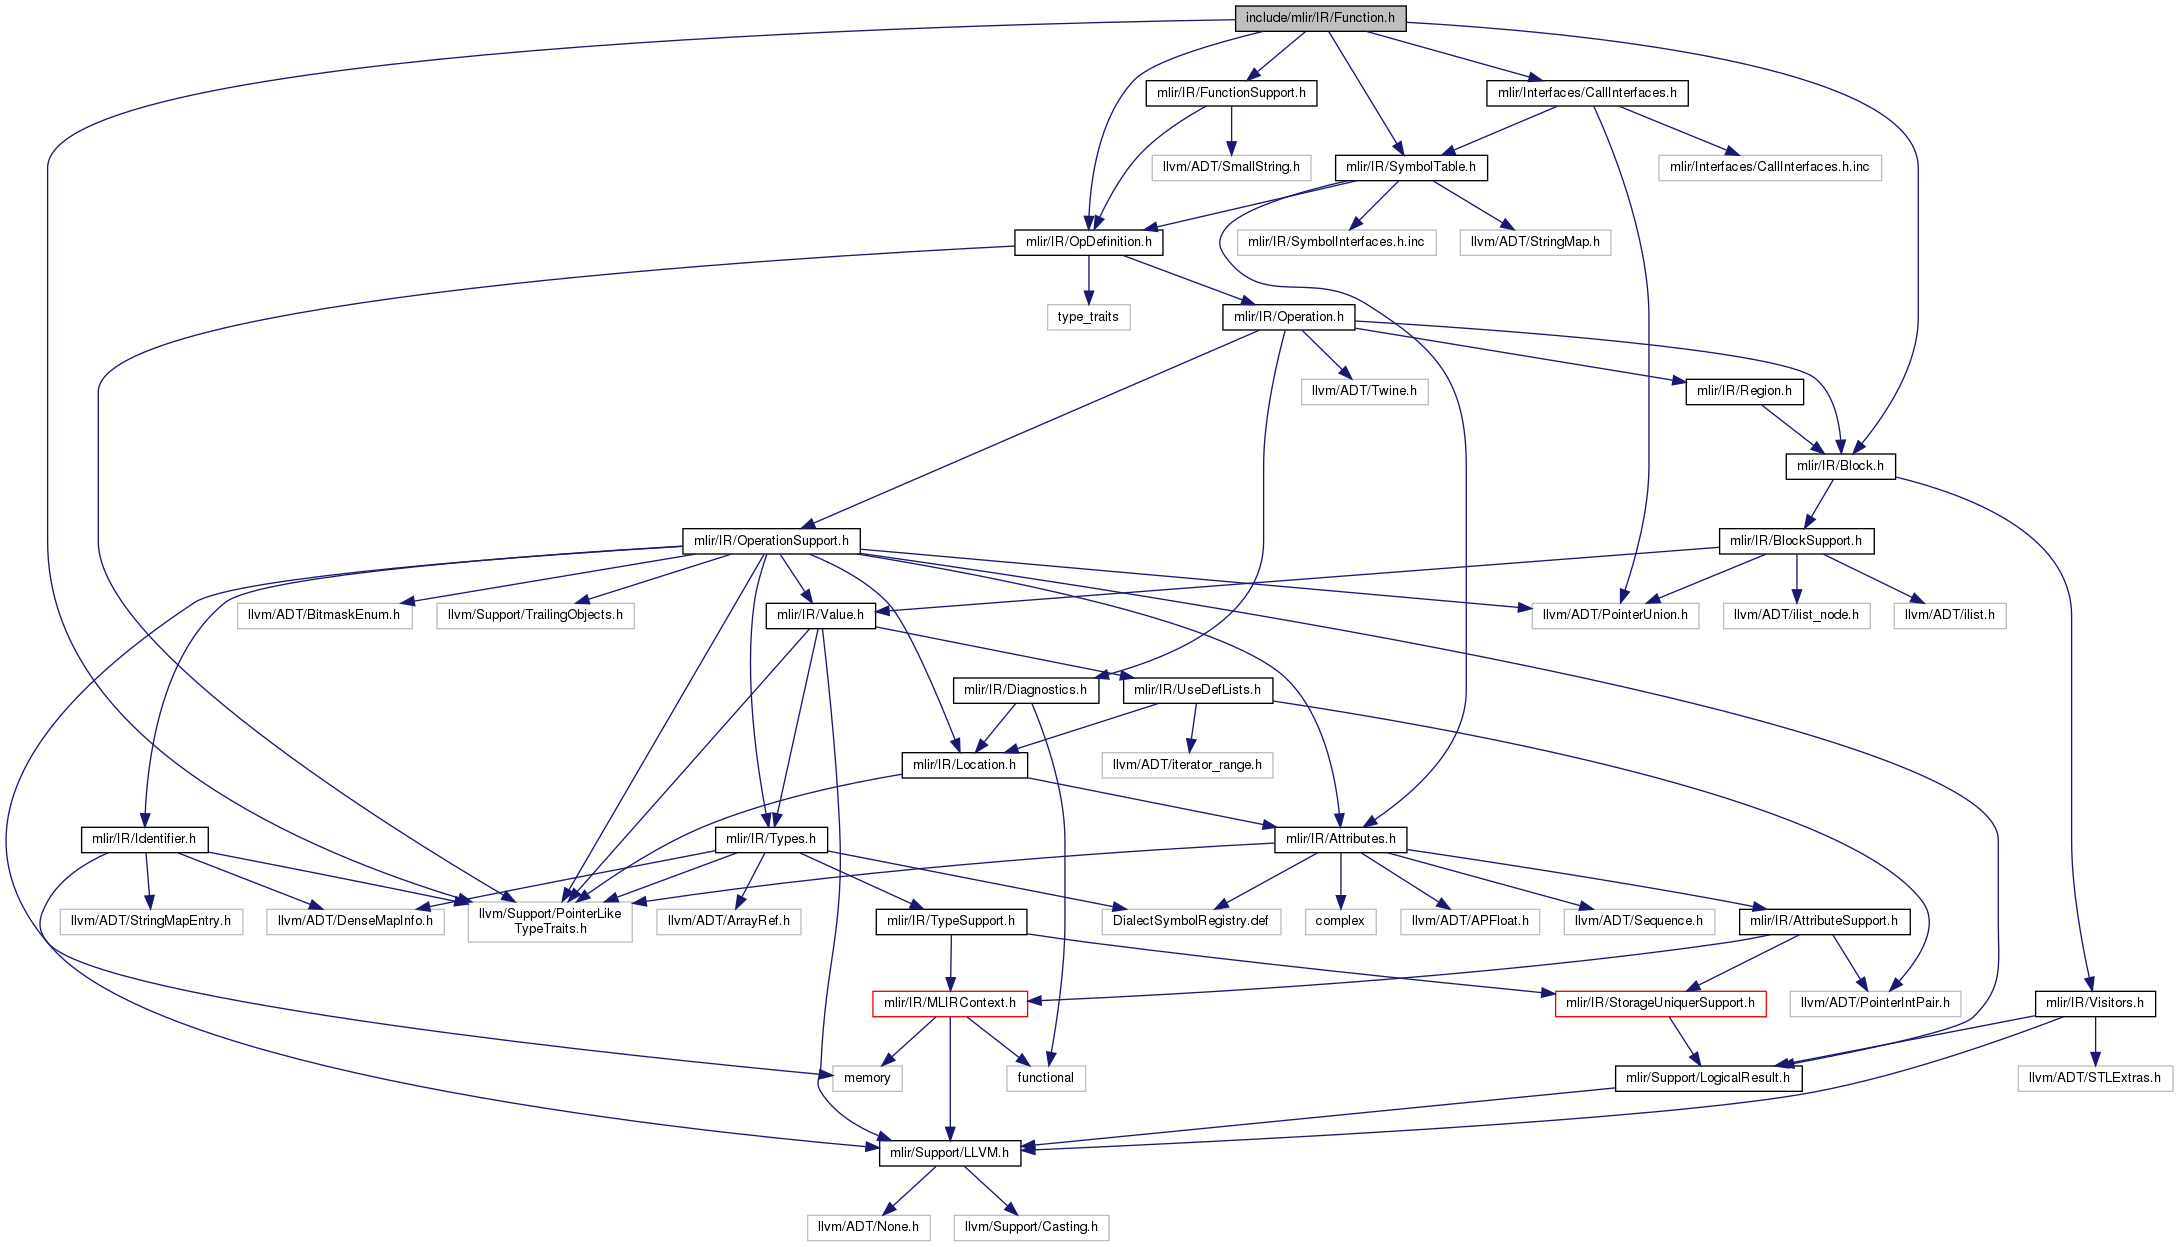 include/mlir/IR/Function.h
mlir/IR/FunctionSupport.h
mlir/Interfaces/CallInterfaces.h
llvm/ADT/SmallString.h
mlir/IR/SymbolTable.h
mlir/Interfaces/CallInterfaces.h.inc
mlir/IR/OpDefinition.h
mlir/IR/SymbolInterfaces.h.inc
llvm/ADT/StringMap.h
type_traits
mlir/IR/Operation.h
llvm/ADT/Twine.h
mlir/IR/Region.h
mlir/IR/Block.h
mlir/IR/OperationSupport.h
mlir/IR/BlockSupport.h
llvm/ADT/BitmaskEnum.h
llvm/Support/TrailingObjects.h
mlir/IR/Value.h
llvm/ADT/PointerUnion.h
llvm/ADT/ilist_node.h
llvm/ADT/ilist.h
mlir/IR/Diagnostics.h
mlir/IR/UseDefLists.h
mlir/IR/Location.h
llvm/ADT/iterator_range.h
mlir/IR/Identifier.h
mlir/IR/Types.h
mlir/IR/Attributes.h
llvm/ADT/StringMapEntry.h
llvm/ADT/DenseMapInfo.h
llvm/Support/PointerLike
TypeTraits.h
llvm/ADT/ArrayRef.h
mlir/IR/TypeSupport.h
DialectSymbolRegistry.def
complex
llvm/ADT/APFloat.h
llvm/ADT/Sequence.h
mlir/IR/AttributeSupport.h
mlir/IR/MLIRContext.h
mlir/IR/StorageUniquerSupport.h
llvm/ADT/PointerIntPair.h
mlir/IR/Visitors.h
memory
functional
mlir/Support/LogicalResult.h
llvm/ADT/STLExtras.h
mlir/Support/LLVM.h
llvm/ADT/None.h
llvm/Support/Casting.h